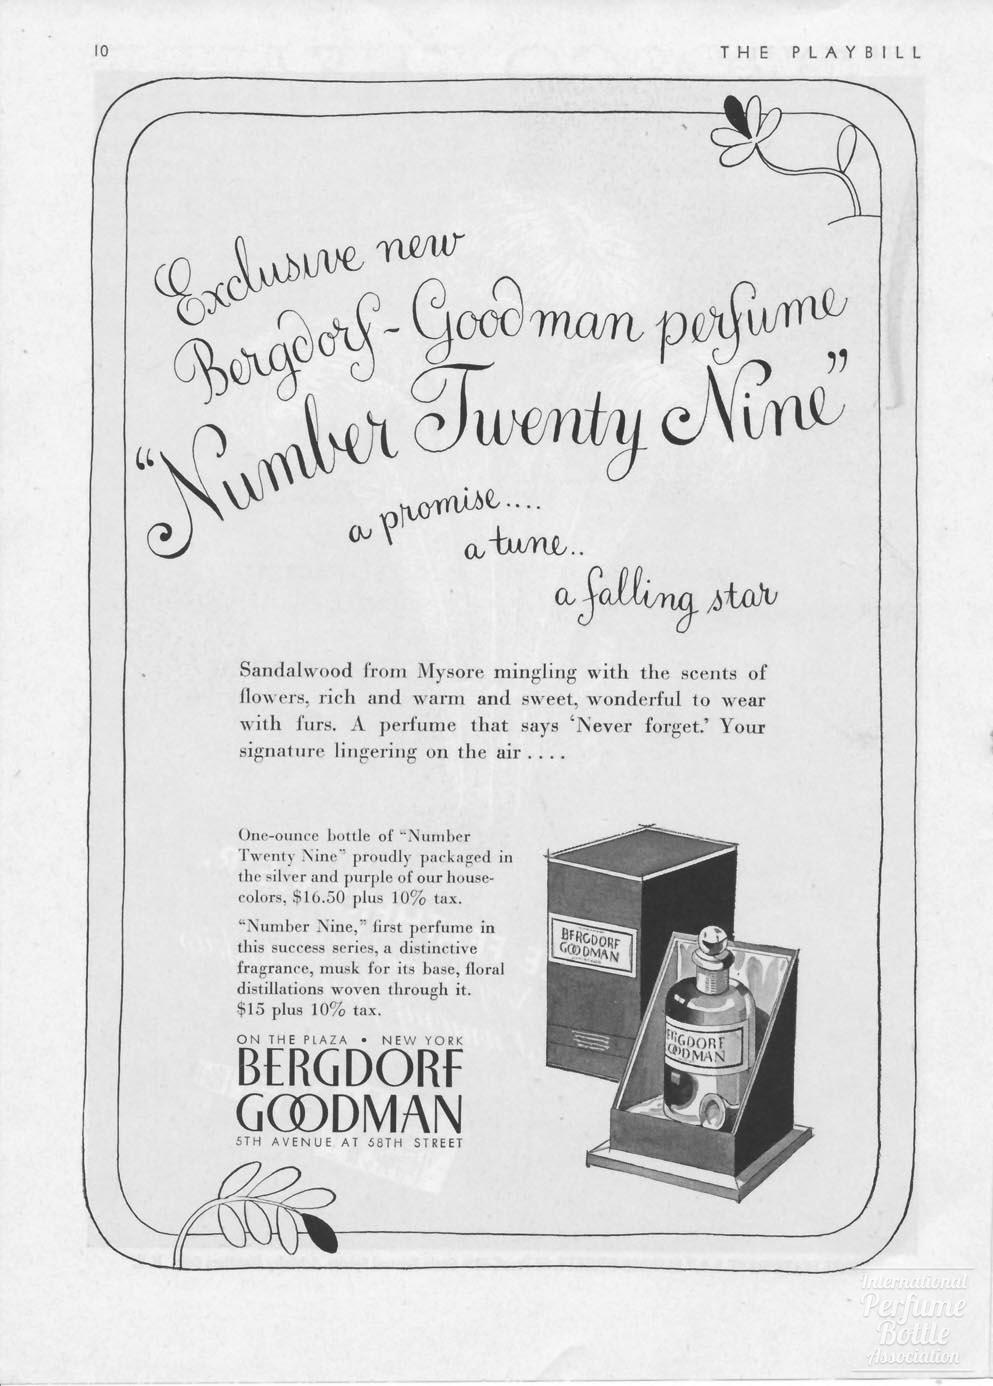 10
THE PLAYBILL
Exclusive new
Bergdorf-Goodman perfume
“Number Twenty Nine”
a promise....
a tune..
a falling star
Sandalwood from Mysore mingling with the scents of
flowers, rich and warm and sweet, wonderful to wear
with furs. A perfume that says ‘Never forget.’ Your
signature lingering on the air ....
One-ounce bottle of “Number
Twenty Nine” proudly packaged in
the silver and purple of our house-
colors, $16.50 plus 10% tax.
“Number Nine,” first perfume in
this success series, a distinctive
fragrance, musk for its base, floral
distillations woven through it.
$15 plus 10% tax.
ON THE PLAZA • NEW YORK
BERGDORF
GOODMAN
5TH AVENUE AT 58TH STREET
BERGDORF
GOODMAN
BERGDORF
GOODMAN
International
Perfume
Bottle
Association